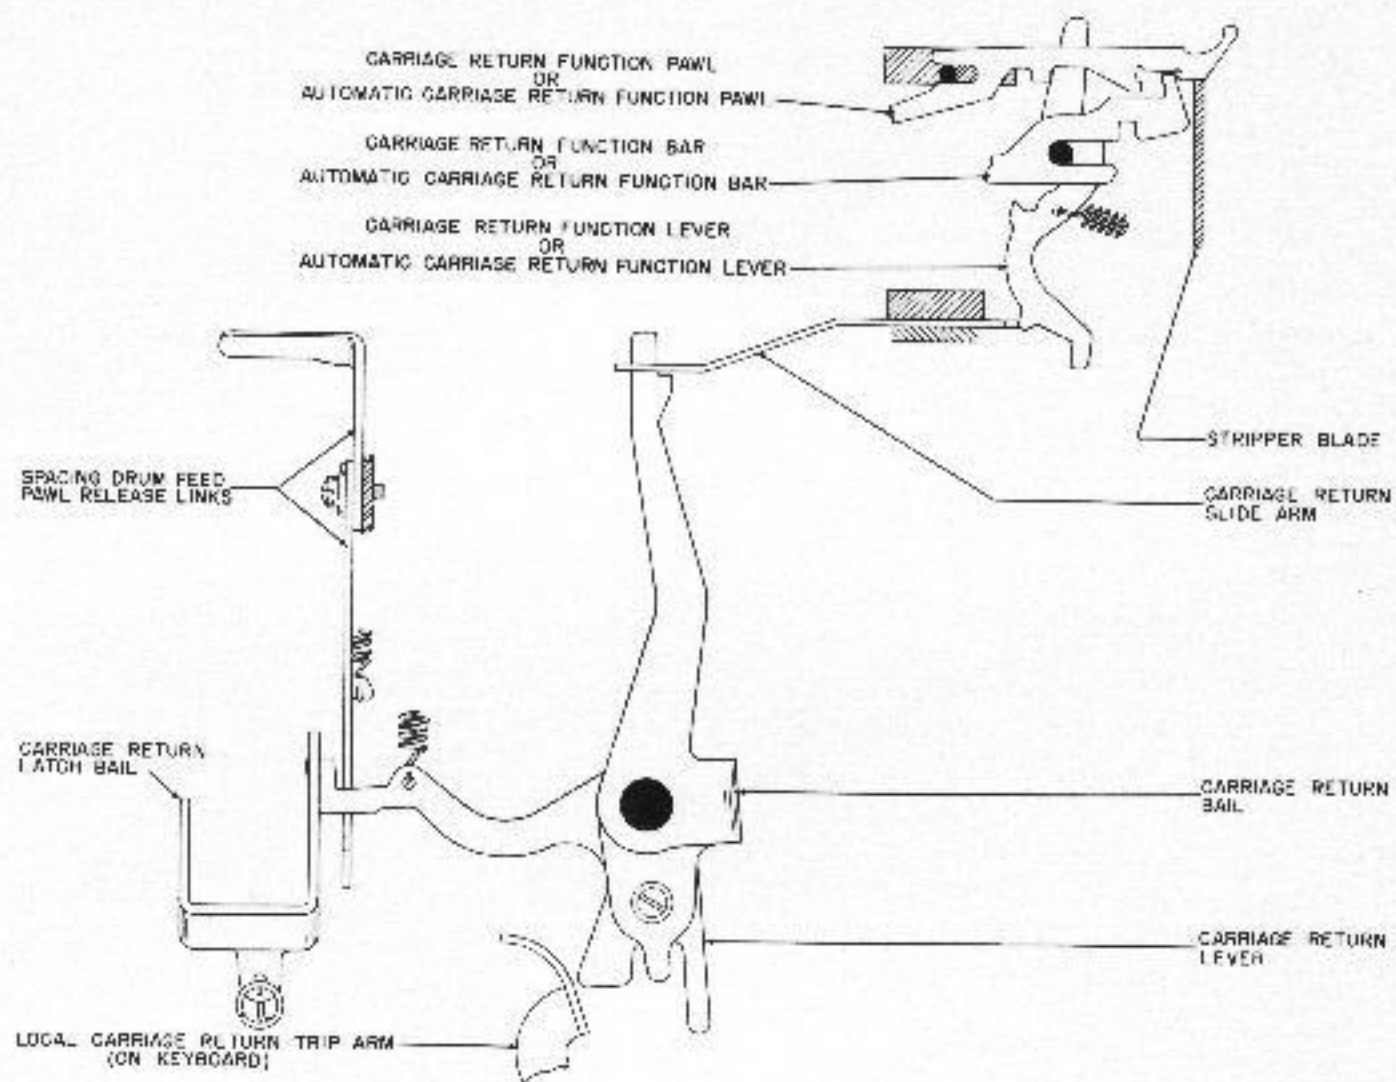 CARRIAGE RETURN FUNCTION PAWL
OR
AUTOMATIC CARRIAGE RETURN FUNCTION PAWL
CARRIAGE RETURN FUNCTION BAR
OR
AUTOMATIC CARRIAGE RETURN FUNCTION BAR
CARRIAGE RETURN FUNCTION LEVER
OR
AUTOMATIC CARRIAGE RETURN FUNCTION LEVER
STRIPPER BLADE
SPACING DRUM FEED
PAWL RELEASE LINKS
CARRIAGE RETURN
SLIDE ARM
CARRIAGE RETURN
LATCH BAIL
CARRIAGE RETURN
BAIL
CARRIAGE RETURN
LEVER
LOCAL CARRIAGE RETURN TRIP ARM
(ON KEYBOARD)